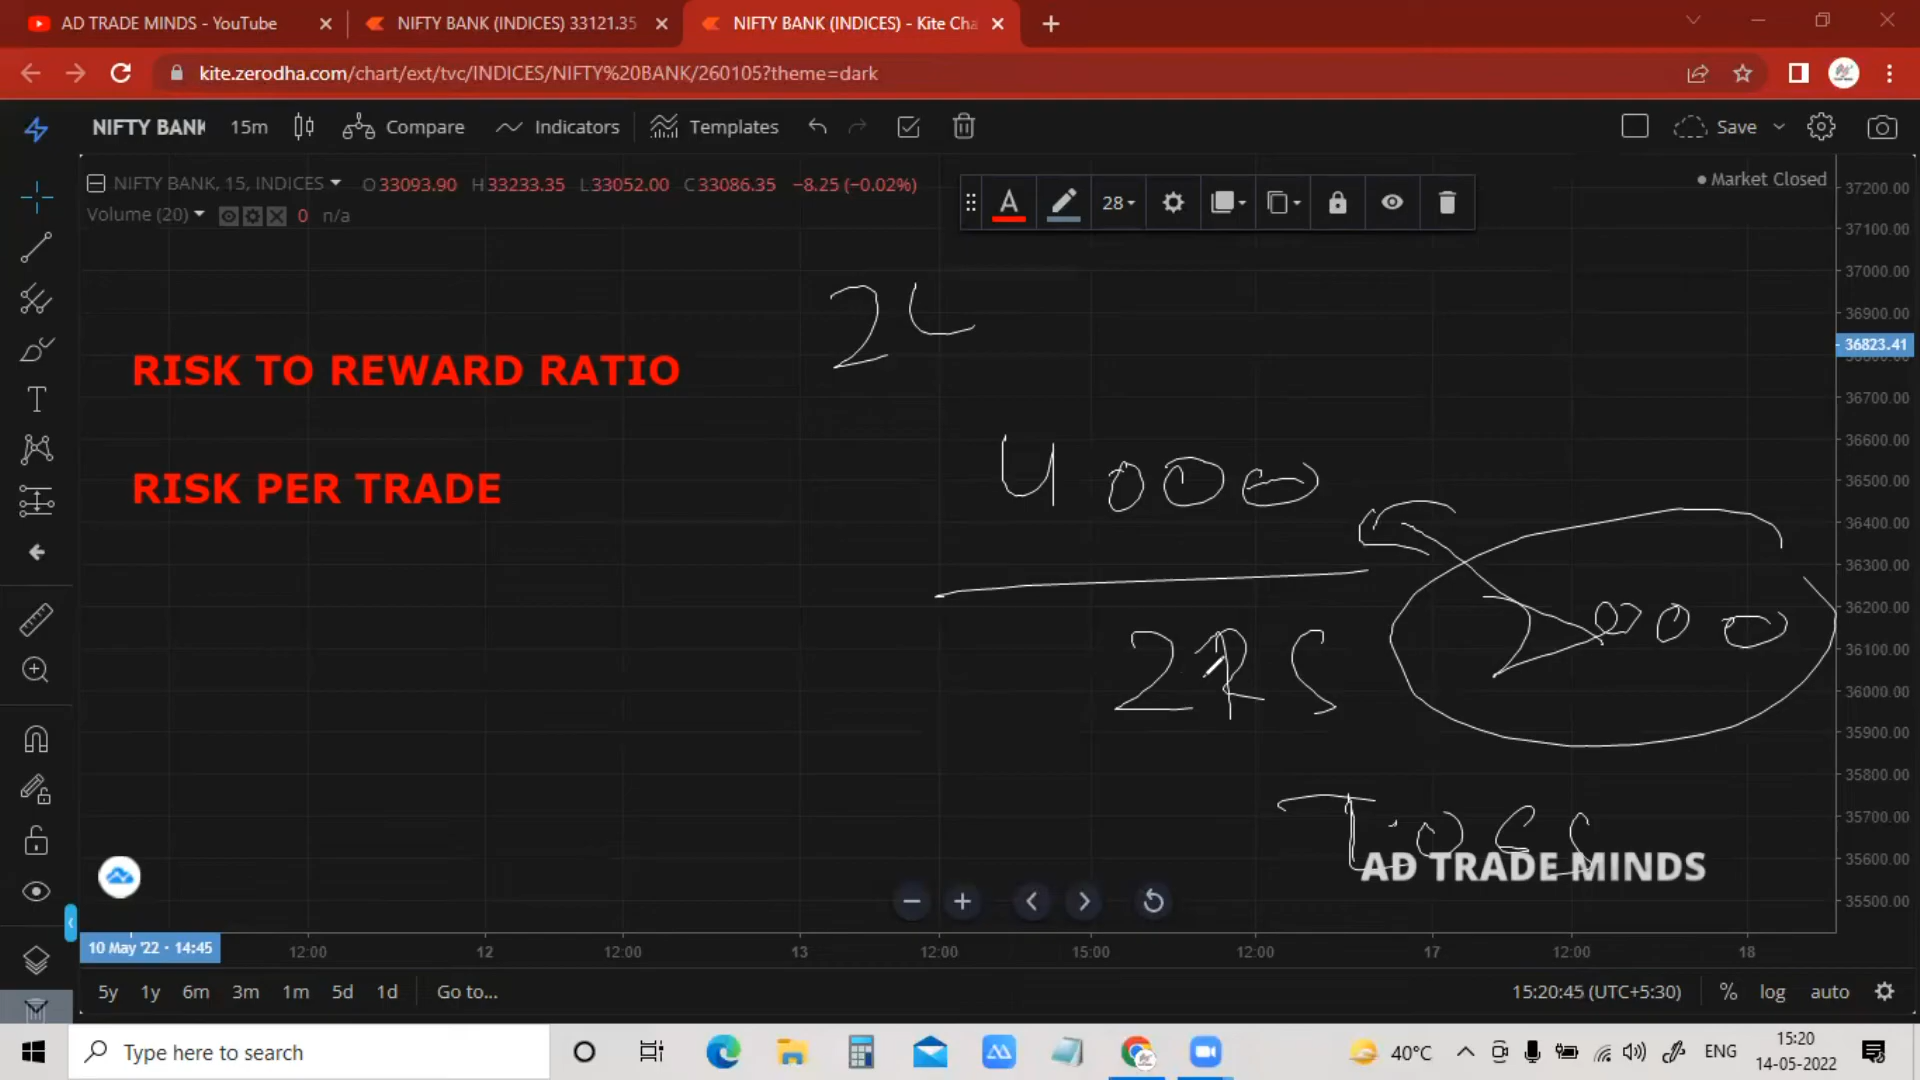 AD TRADE MINDS - YouTube
NIFTY BANK (INDICES) 33121.35
NIFTY BANK (INDICES) - Kite Cha
kite.zerodha.com/chart/ext/tvc/INDICES/NIFTY%20BANK/260105?theme=dark
NIFTY BANK 15m Compare Indicators Templates Save
NIFTY BANK, 15, INDICES O33093.90 H33233.35 L33052.00 C33086.35 −8.25 (−0.02%)
Volume (20) 0 n/a
A 28
Market Closed
37200.00
37100.00
37000.00
36900.00
36823.41
36700.00
36600.00
36500.00
36400.00
36300.00
36200.00
36100.00
36000.00
35900.00
35800.00
35700.00
35600.00
35500.00
2L
RISK TO REWARD RATIO
4000
RISK PER TRADE
2000
2RS
AD TRADE MINDS
10 May '22 - 14:45 12:00 12 12:00 13 12:00 15:00 12:00 17 12:00 18
5y 1y 6m 3m 1m 5d 1d Go to... 15:20:45 (UTC+5:30) % log auto
Type here to search
40°C ENG
15:20
14-05-2022